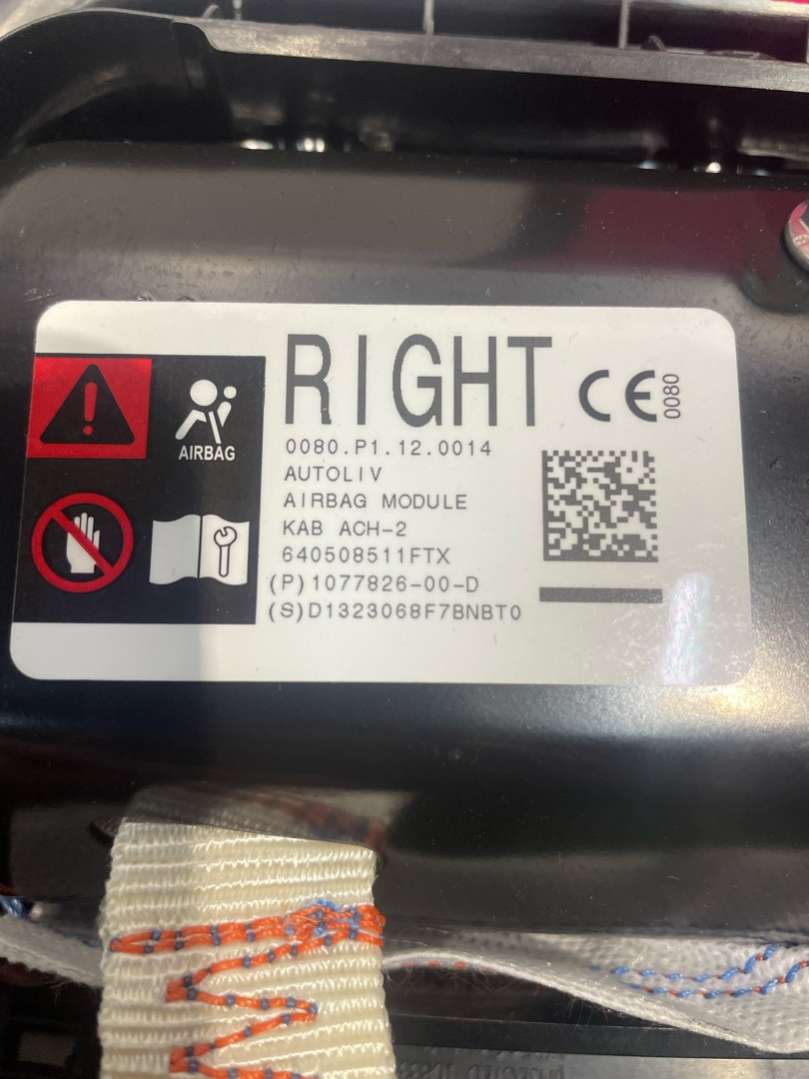 RIGHT CE 0080
AIRBAG
0080.P1.12.0014
AUTOLIV
AIRBAG MODULE
KAB ACH-2
640508511FTX
(P)1077826-00-D
(S)D1323068F7BNBT0